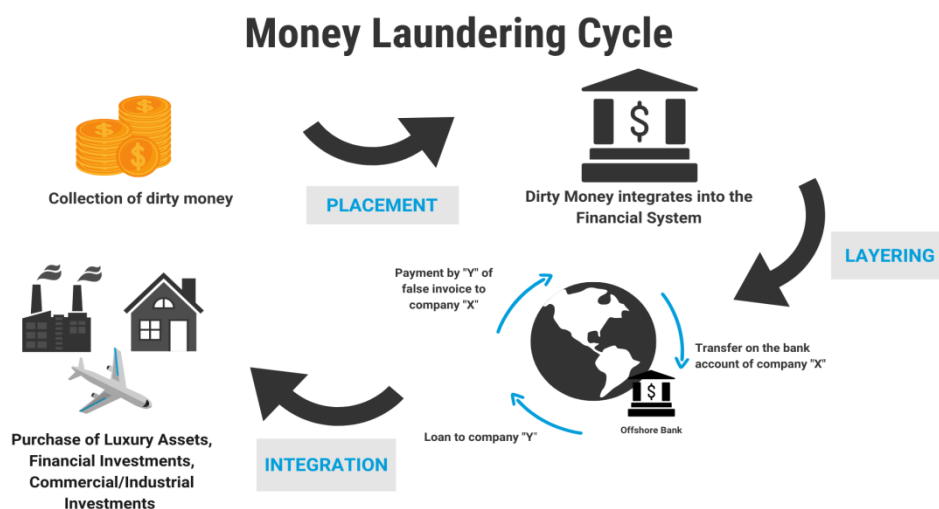 Money Laundering Cycle
$
$
$
Collection of dirty money
PLACEMENT
$
Dirty Money integrates into the
Financial System
LAYERING
Payment by "Y" of
false invoice to
company "X"
Transfer on the bank
account of company "X"
$
Offshore Bank
Loan to company "Y"
INTEGRATION
Purchase of Luxury Assets,
Financial Investments,
Commercial/Industrial
Investments